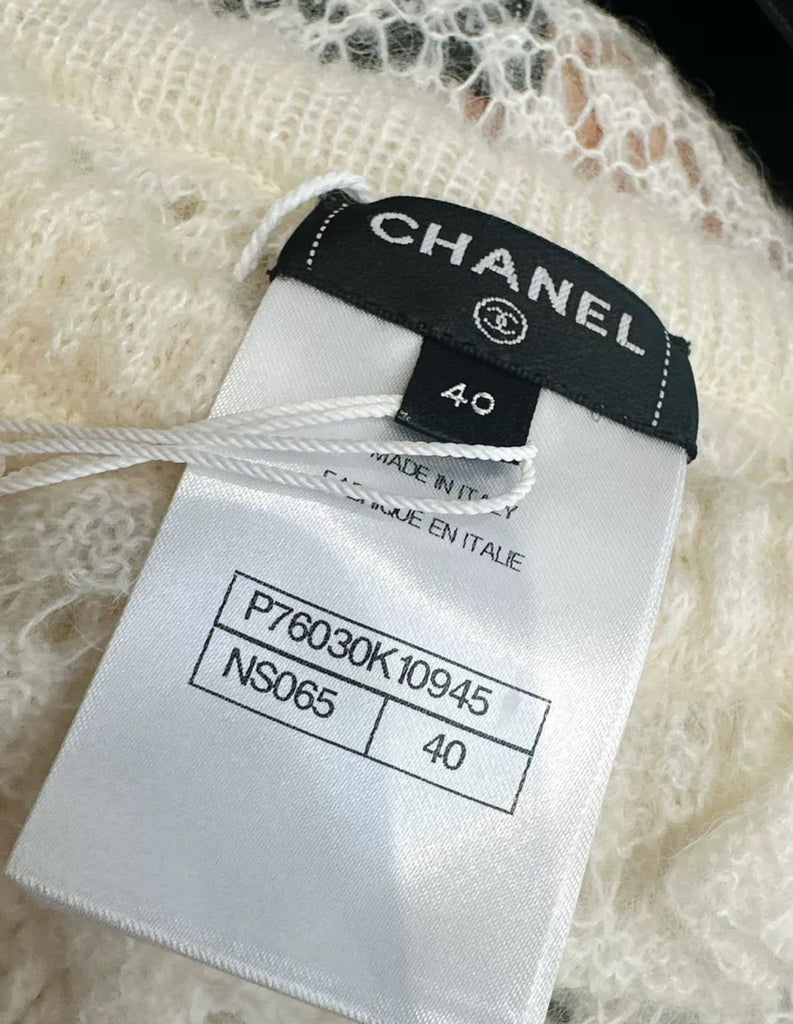 CHANEL
40
MADE IN ITALY
FABRIQUE EN ITALIE
P76030K10945
NS065
40